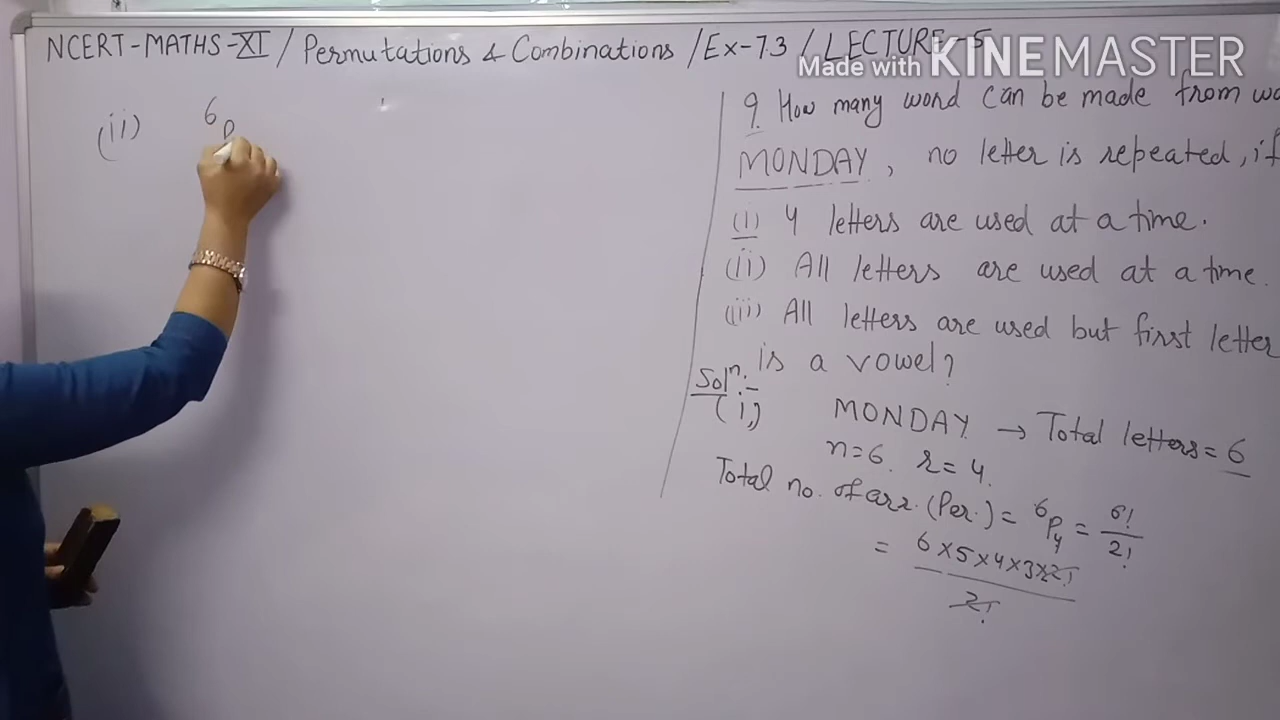 NCERT-MATHS-XI / Permutations & Combinations / Ex-7.3 / LECTURE-5
Made with KINEMASTER
(ii) ⁶P
9. How many word can be made from
MONDAY, no letter is repeated, if
(i) 4 letters are used at a time.
(ii) All letters are used at a time.
(iii) All letters are used but first letter
is a vowel?
Solⁿ:-
(i) MONDAY → Total letters = 6
n=6. r=4.
Total no. of arr. (Per.) = ⁶P₄ = 6!/2!
= 6×5×4×3×2!/2!